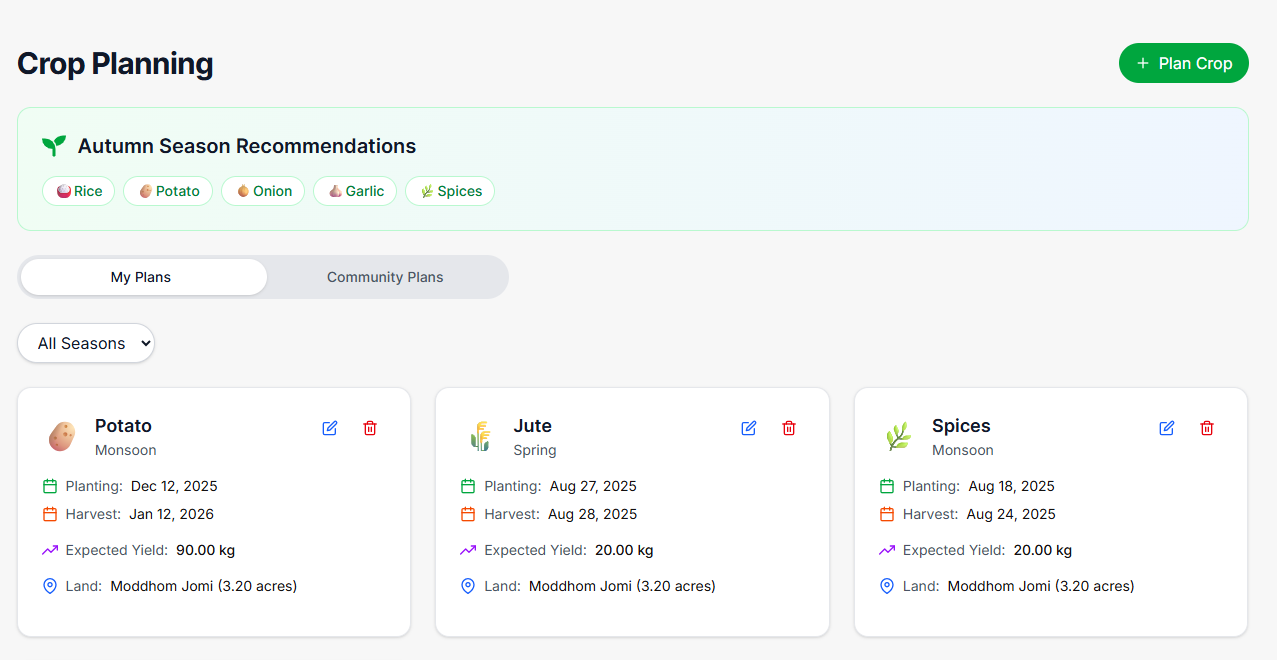 Crop Planning
+ Plan Crop
Autumn Season Recommendations
Rice Potato Onion Garlic Spices
My Plans Community Plans
All Seasons
Potato
Monsoon
Planting: Dec 12, 2025
Harvest: Jan 12, 2026
Expected Yield: 90.00 kg
Land: Moddhom Jomi (3.20 acres)
Jute
Spring
Planting: Aug 27, 2025
Harvest: Aug 28, 2025
Expected Yield: 20.00 kg
Land: Moddhom Jomi (3.20 acres)
Spices
Monsoon
Planting: Aug 18, 2025
Harvest: Aug 24, 2025
Expected Yield: 20.00 kg
Land: Moddhom Jomi (3.20 acres)